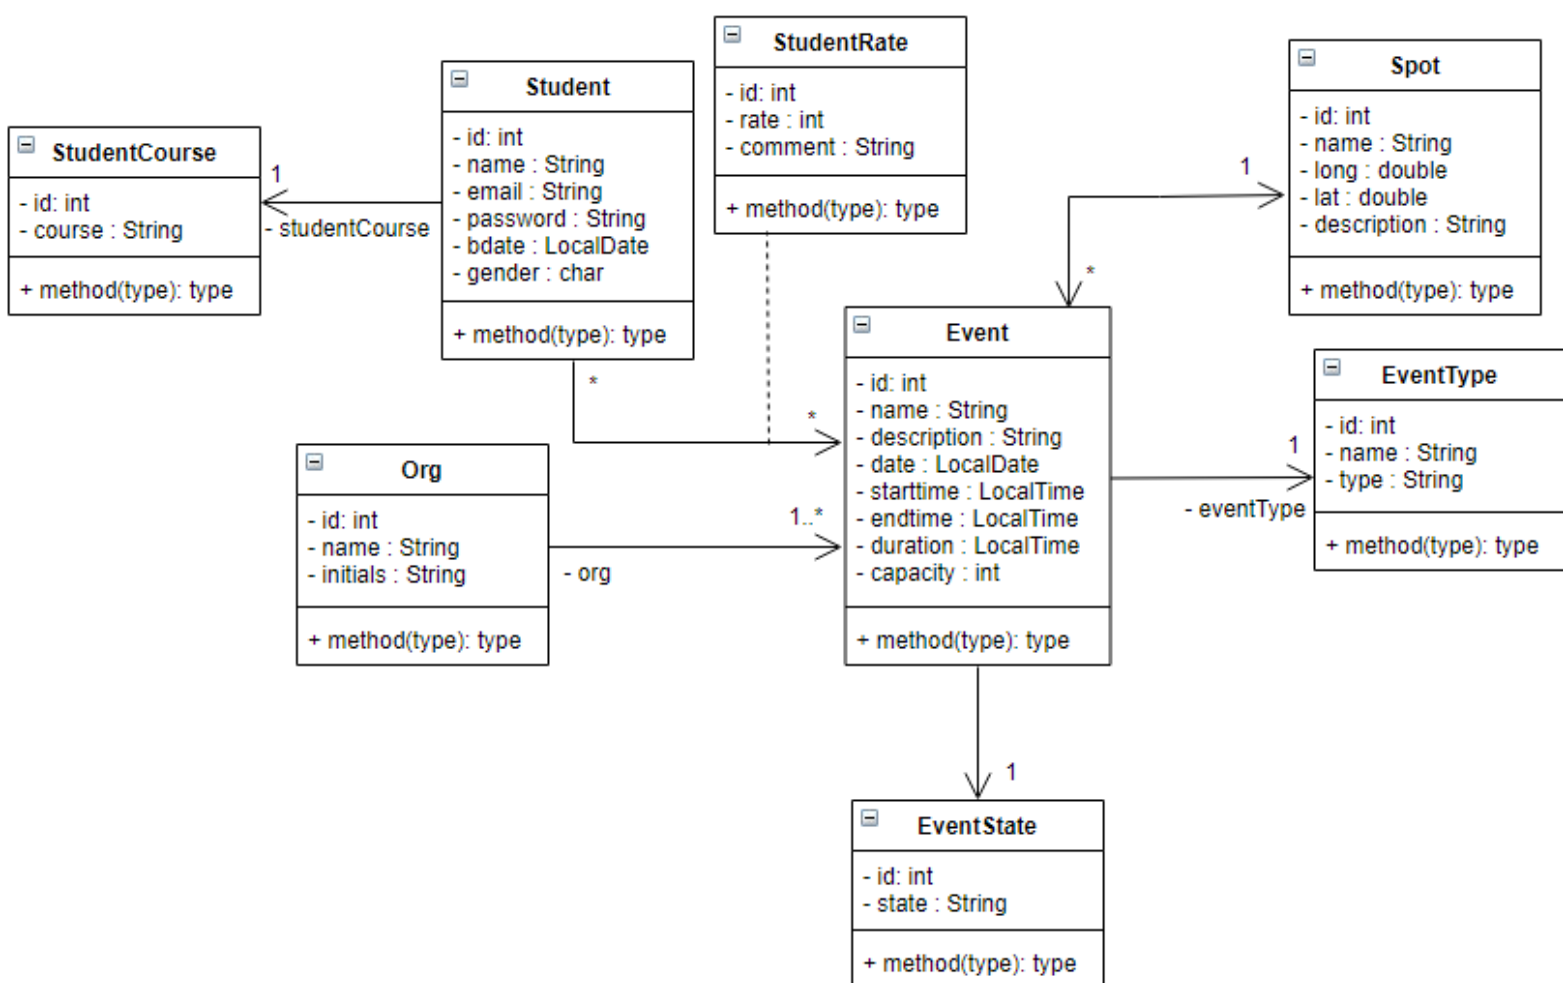 StudentRate
- id: int
- rate : int
- comment : String
+ method(type): type
Spot
- id: int
- name : String
- long : double
- lat : double
- description : String
+ method(type): type
Student
- id: int
- name : String
- email : String
- password : String
- bdate : LocalDate
- gender : char
+ method(type): type
StudentCourse
- id: int
- course : String
+ method(type): type
1
- studentCourse
1
*
*
*
Event
- id: int
- name : String
- description : String
- date : LocalDate
- starttime : LocalTime
- endtime : LocalTime
- duration : LocalTime
- capacity : int
+ method(type): type
EventType
- id: int
- name : String
- type : String
+ method(type): type
1
- eventType
Org
- id: int
- name : String
- initials : String
+ method(type): type
1..*
- org
1
EventState
- id: int
- state : String
+ method(type): type